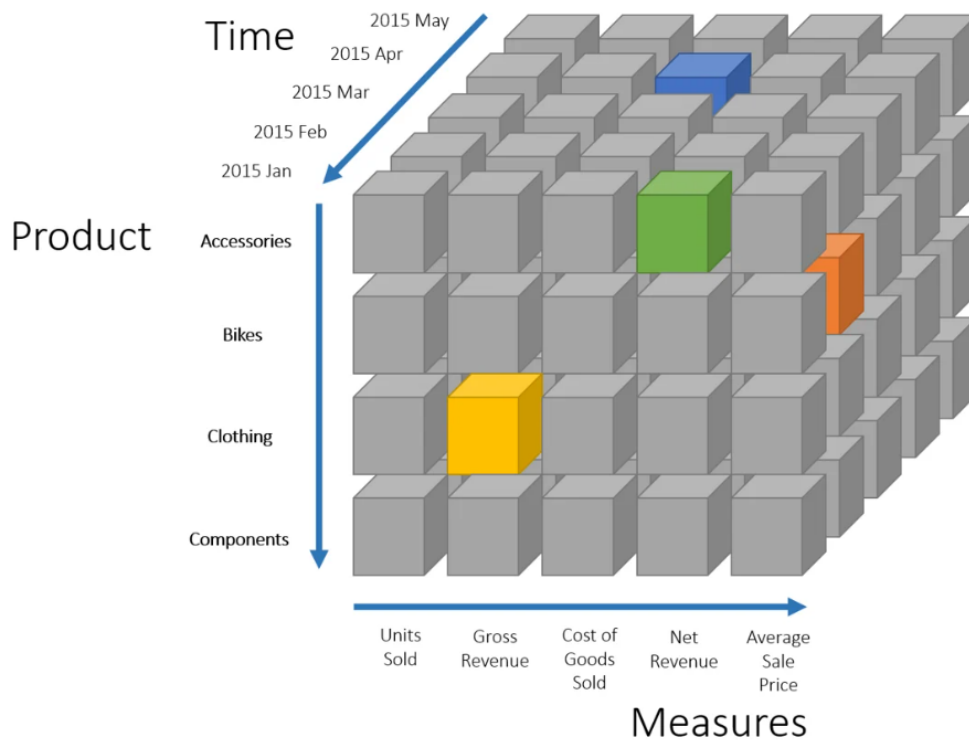 Time
2015 May
2015 Apr
2015 Mar
2015 Feb
2015 Jan
Product
Accessories
Bikes
Clothing
Components
Units
Sold
Gross
Revenue
Cost of
Goods
Sold
Net
Revenue
Average
Sale
Price
Measures